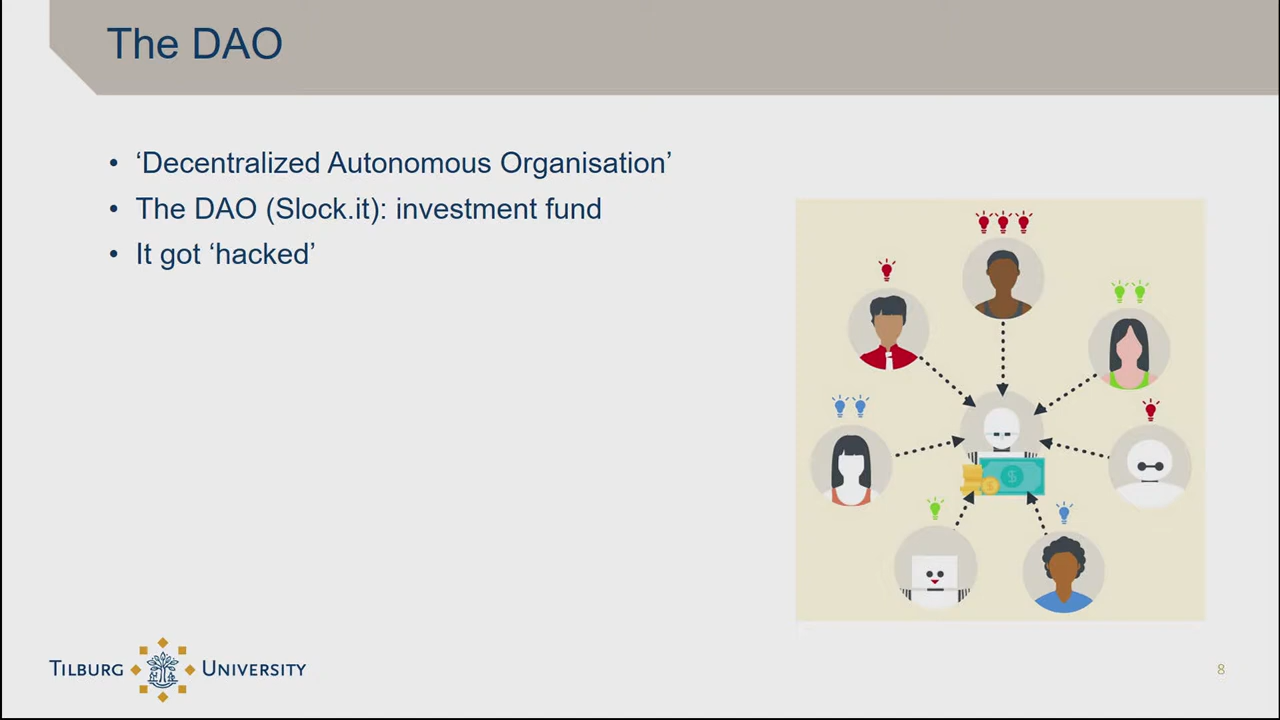 The DAO
• ‘Decentralized Autonomous Organisation’
• The DAO (Slock.it): investment fund
• It got ‘hacked’
$
TILBURG UNIVERSITY
8